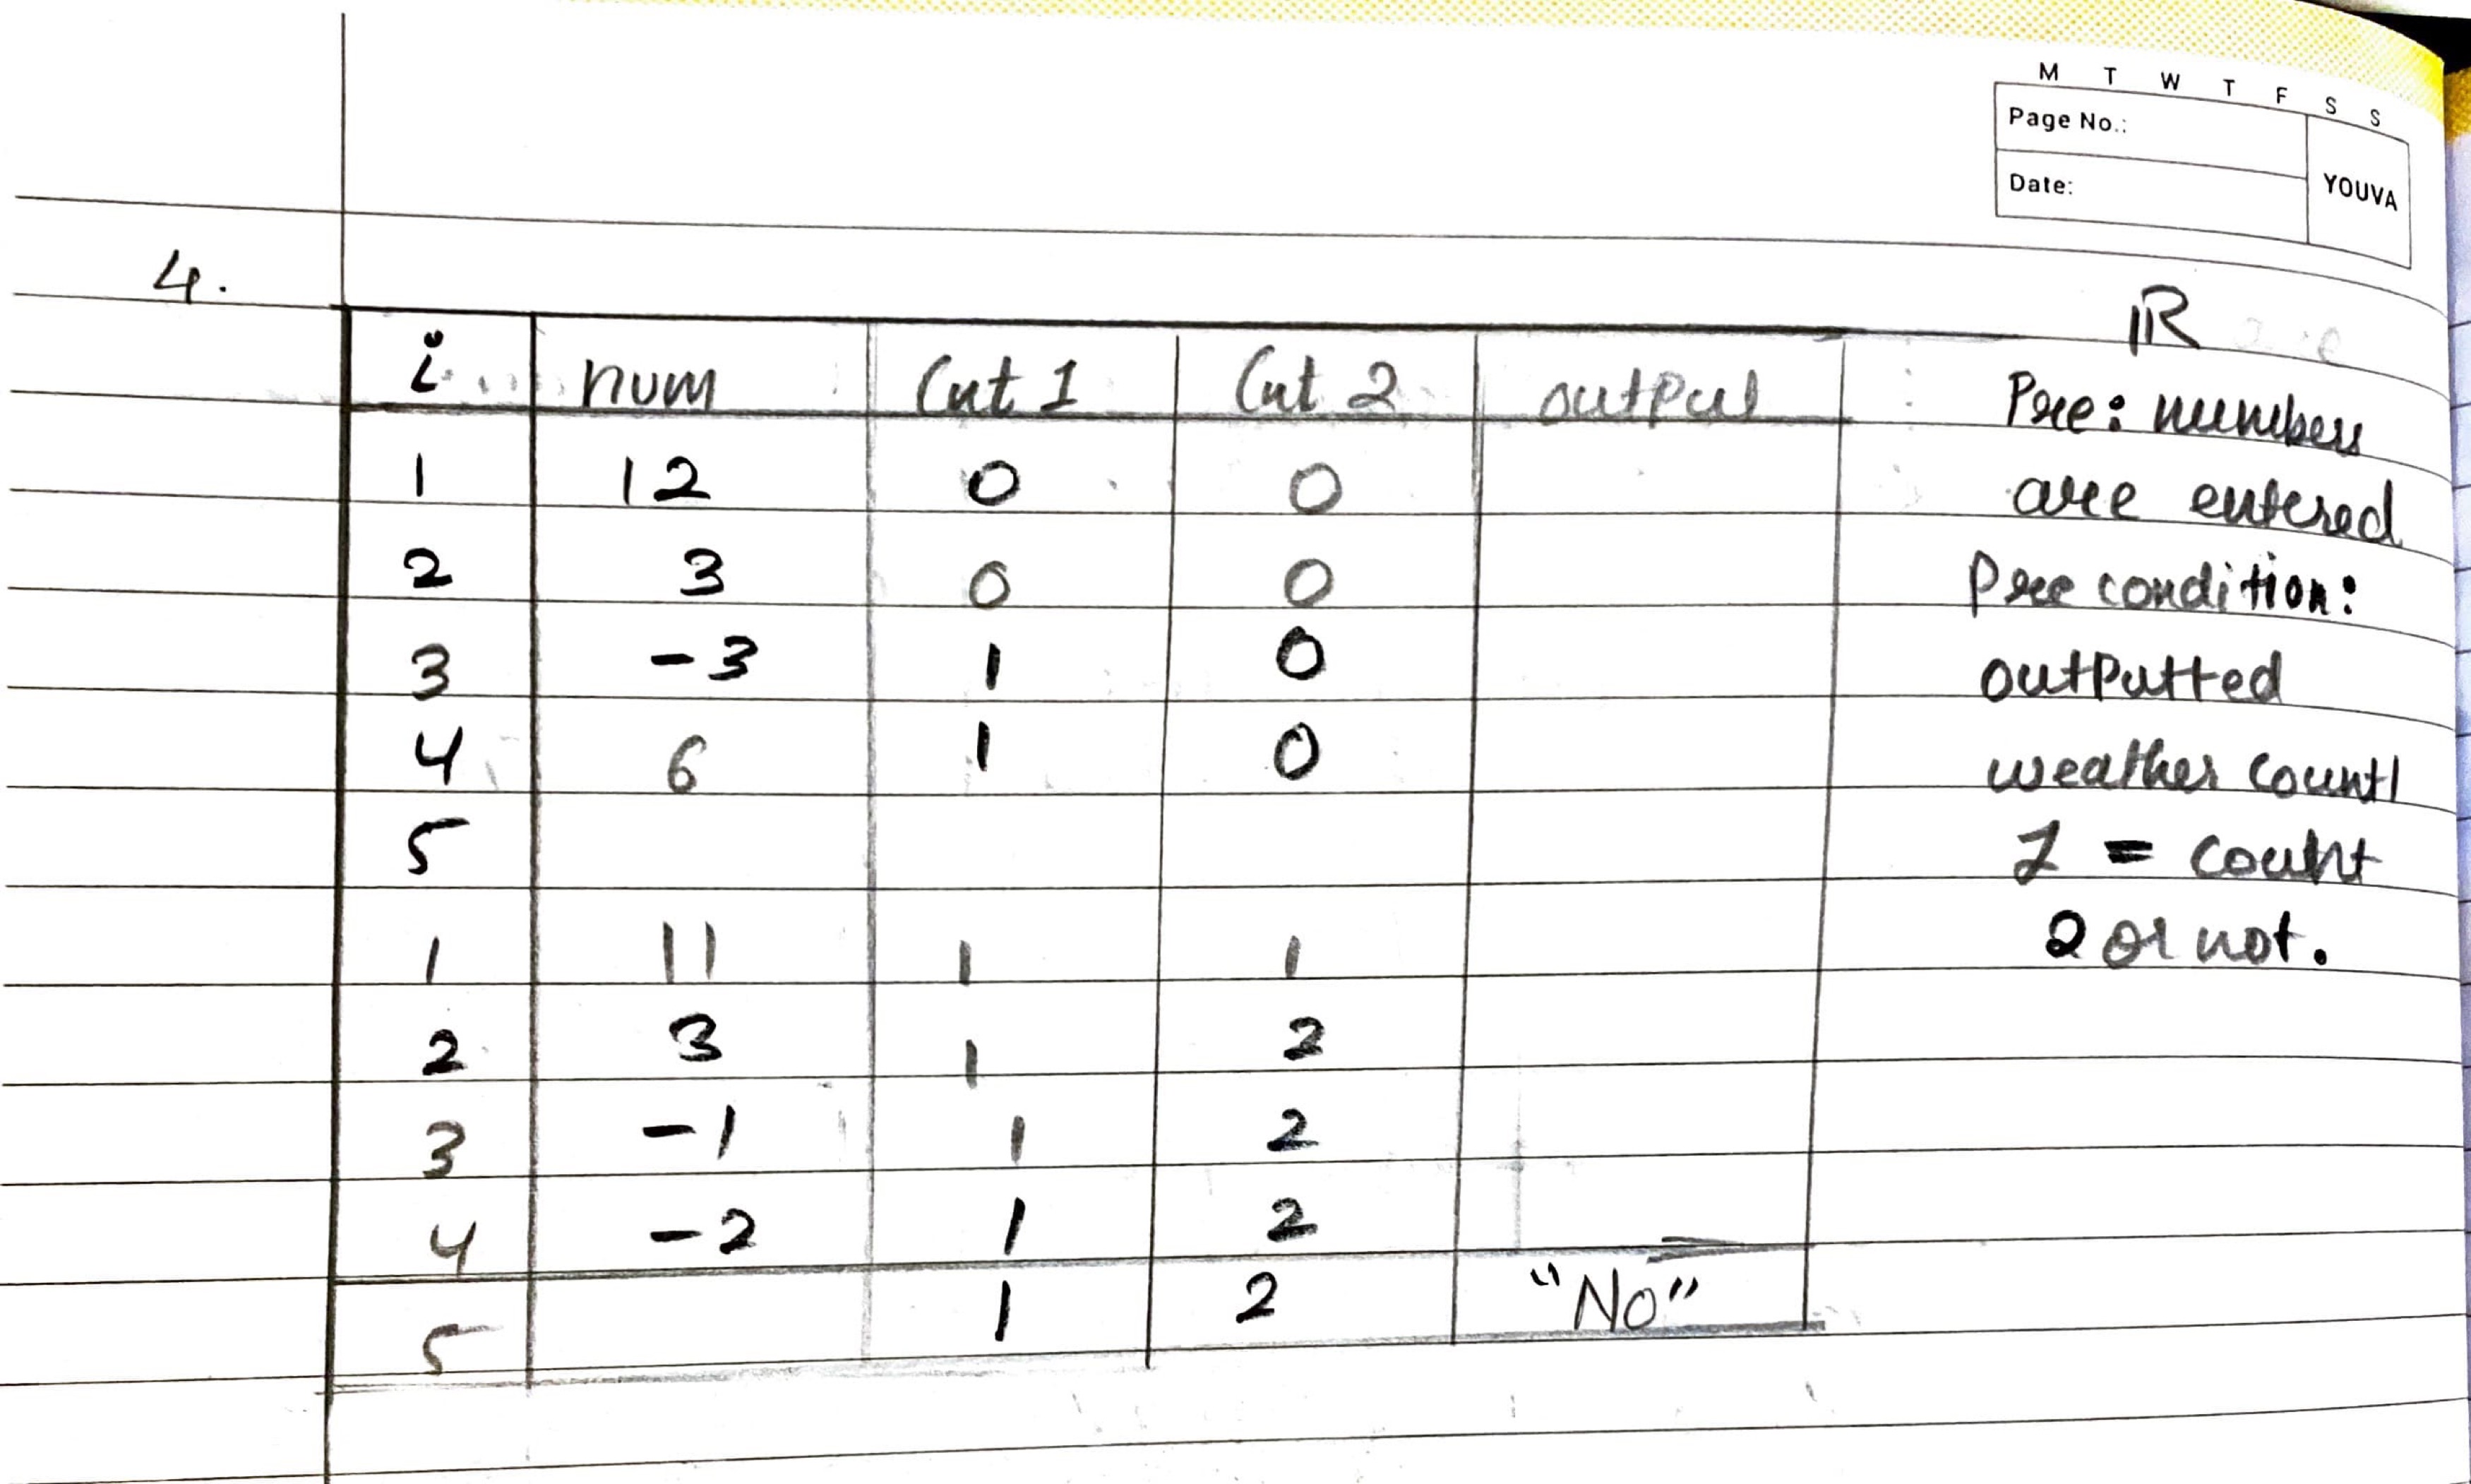 M T W T F S S
Page No.:
Date:
YOUVA
4.
i num Cnt 1 Cnt 2 output
1 12 0 0
2 3 0 0
3 -3 1 0
4 6 1 0
5
1 11 1 1
2 3 1 2
3 -1 1 2
4 -2 1 2
5 1 2 "No"
Pre: numbers
are entered
Pree condition:
outputted
weather count1
1 = count
2 or not.